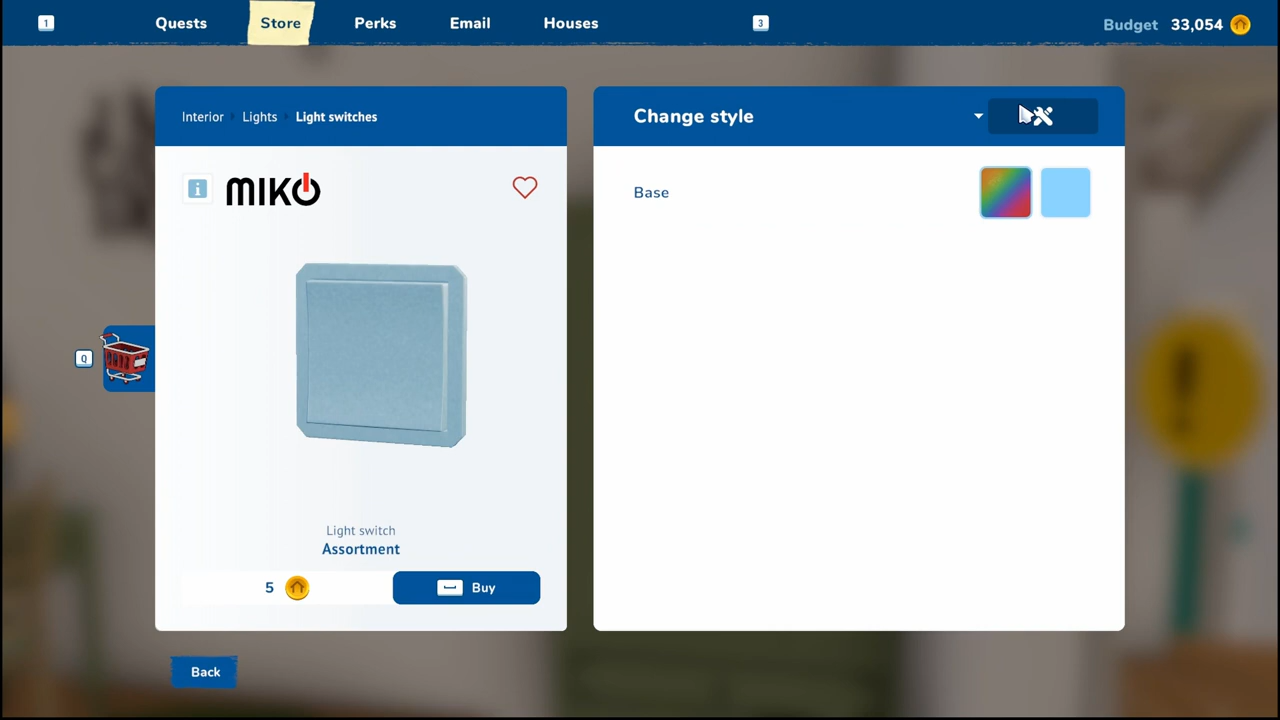 1
Quests
Store
Perks
Email
Houses
3
Budget 33,054
Interior
Lights
Light switches
Change style
i
MIKO
Base
Q
Light switch
Assortment
5
Buy
Back